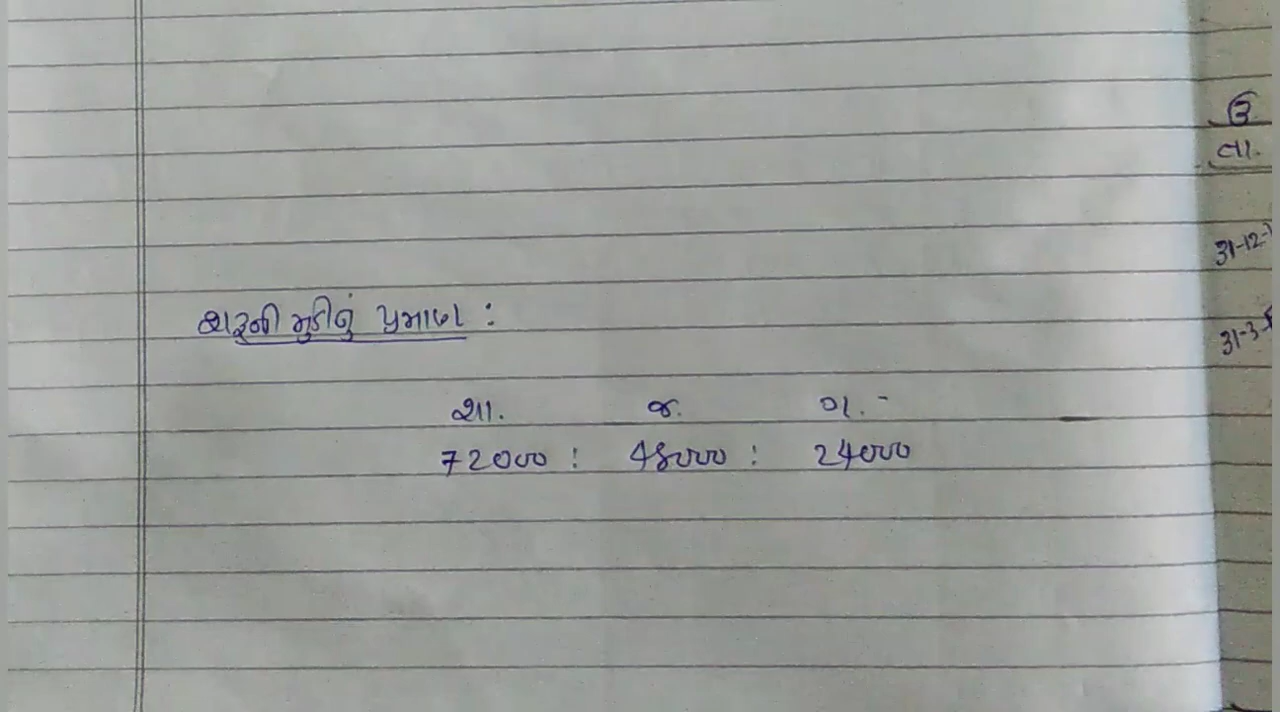 શરૂની મુડીનું પ્રમાણ :
શા. જ. ગા. -
72000 : 48000 : 24000
ઉ
તા.
31-12-
31-3-